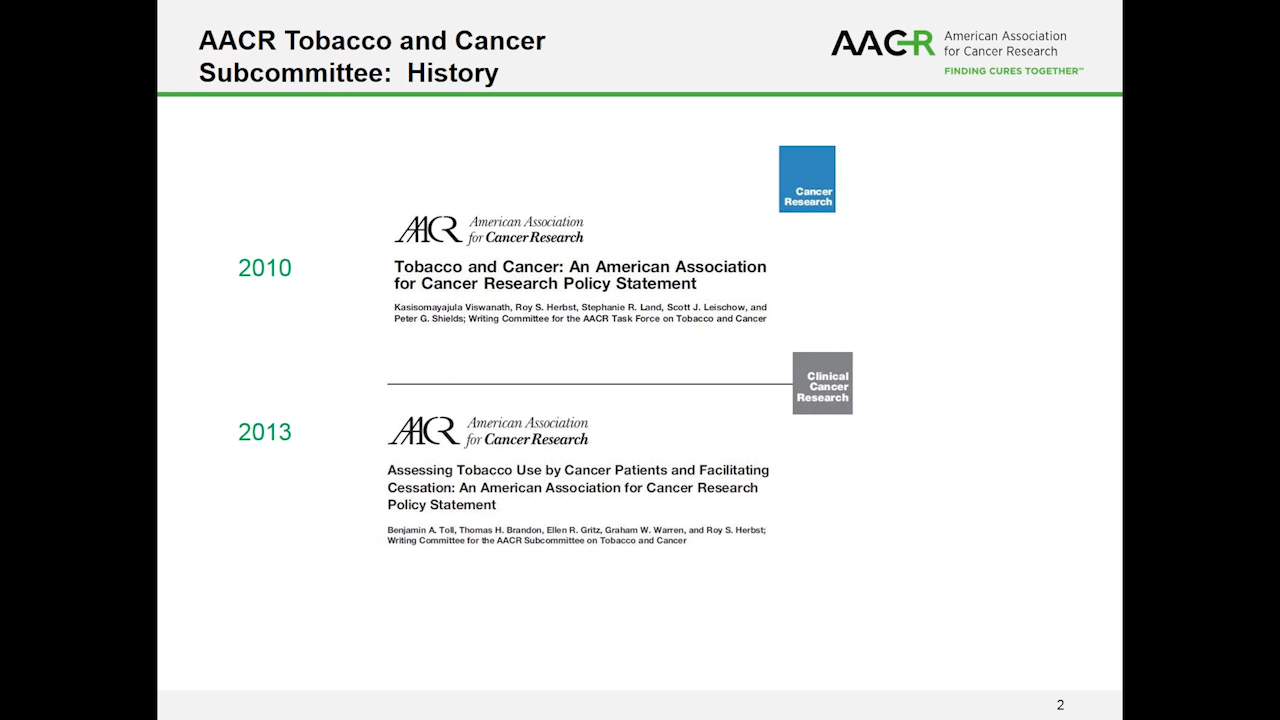 AACR Tobacco and Cancer
Subcommittee: History
AACR American Association
for Cancer Research
FINDING CURES TOGETHER℠
Cancer
Research
2010
AACR American Association
for Cancer Research
Tobacco and Cancer: An American Association
for Cancer Research Policy Statement
Kasisomayajula Viswanath, Roy S. Herbst, Stephanie R. Land, Scott J. Leischow, and
Peter G. Shields; Writing Committee for the AACR Task Force on Tobacco and Cancer
Clinical
Cancer
Research
2013
AACR American Association
for Cancer Research
Assessing Tobacco Use by Cancer Patients and Facilitating
Cessation: An American Association for Cancer Research
Policy Statement
Benjamin A. Toll, Thomas H. Brandon, Ellen R. Gritz, Graham W. Warren, and Roy S. Herbst;
Writing Committee for the AACR Subcommittee on Tobacco and Cancer
2